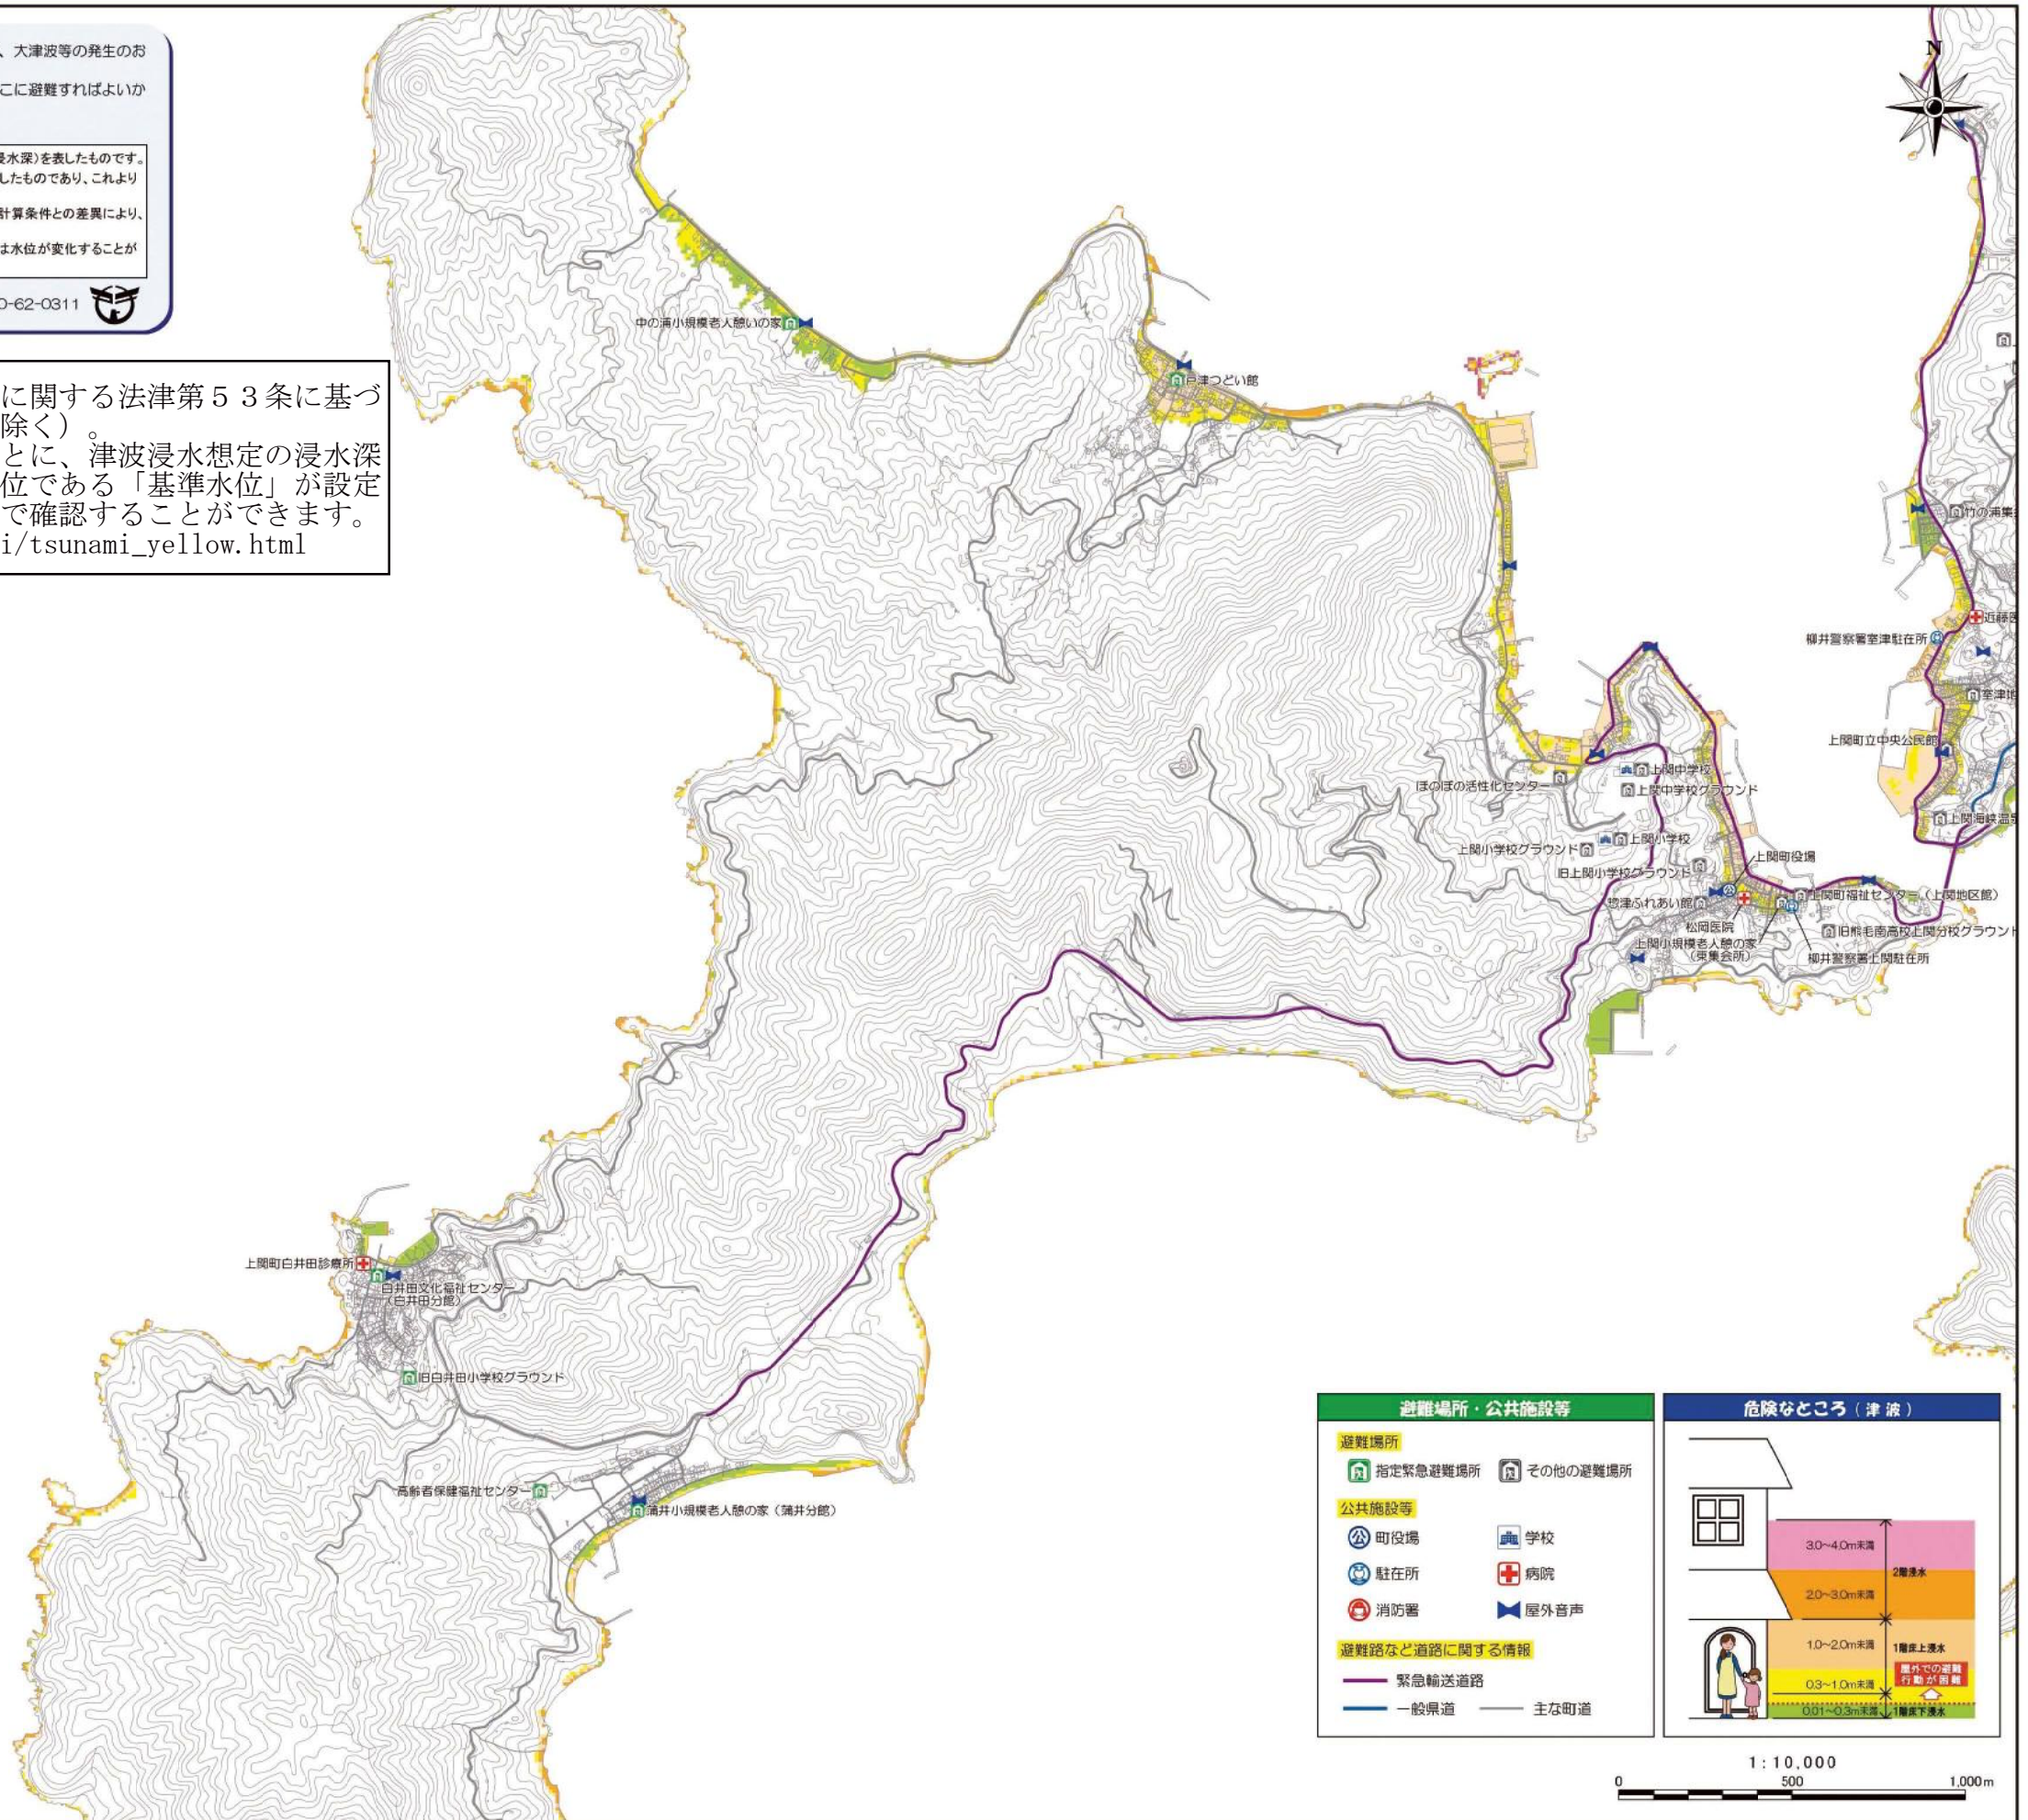 、大津波等の発生のお
こに避難すればよいか
浸水深)を表したものです。
したものであり、これより
計算条件との差異により、
は水位が変化することが
0-62-0311
に関する法津第５３条に基づ
除く）。
とに、津波浸水想定の浸水深
位である「基準水位」が設定
で確認することができます。
i/tsunami_yellow.html
N
中の浦小規模老人憩いの家
戸津つどい館
竹の浦集
近藤医
柳井警察署室津駐在所
室津地
上関町立中央公民館
上関海峡温泉
上関中学校
ぽのぽの活性化センター
上関中学校グラウンド
上関小学校
上関小学校グラウンド
上関町役場
旧上関小学校グラウンド
上関町福祉センター（上関地区館）
惣津ふれあい館
松岡医院
旧熊毛南高校上関分校グラウンド
上関小規模老人憩の家
（東集会所）
柳井警察署上関駐在所
上関町白井田診療所
白井田文化福祉センター
（白井田分館）
旧白井田小学校グラウンド
高齢者保健福祉センター
蒲井小規模老人憩の家（蒲井分館）
避難場所・公共施設等
避難場所
指定緊急避難場所
その他の避難場所
公共施設等
町役場
学校
駐在所
病院
消防署
屋外音声
避難路など道路に関する情報
緊急輸送道路
一般県道
主な町道
危険なところ（津波）
3.0〜4.0m未満
2階浸水
2.0〜3.0m未満
1.0〜2.0m未満
1階床上浸水
屋外での避難
行動が困難
0.3〜1.0m未満
0.01〜0.3m未満
1階床下浸水
1:10,000
0 500 1,000m